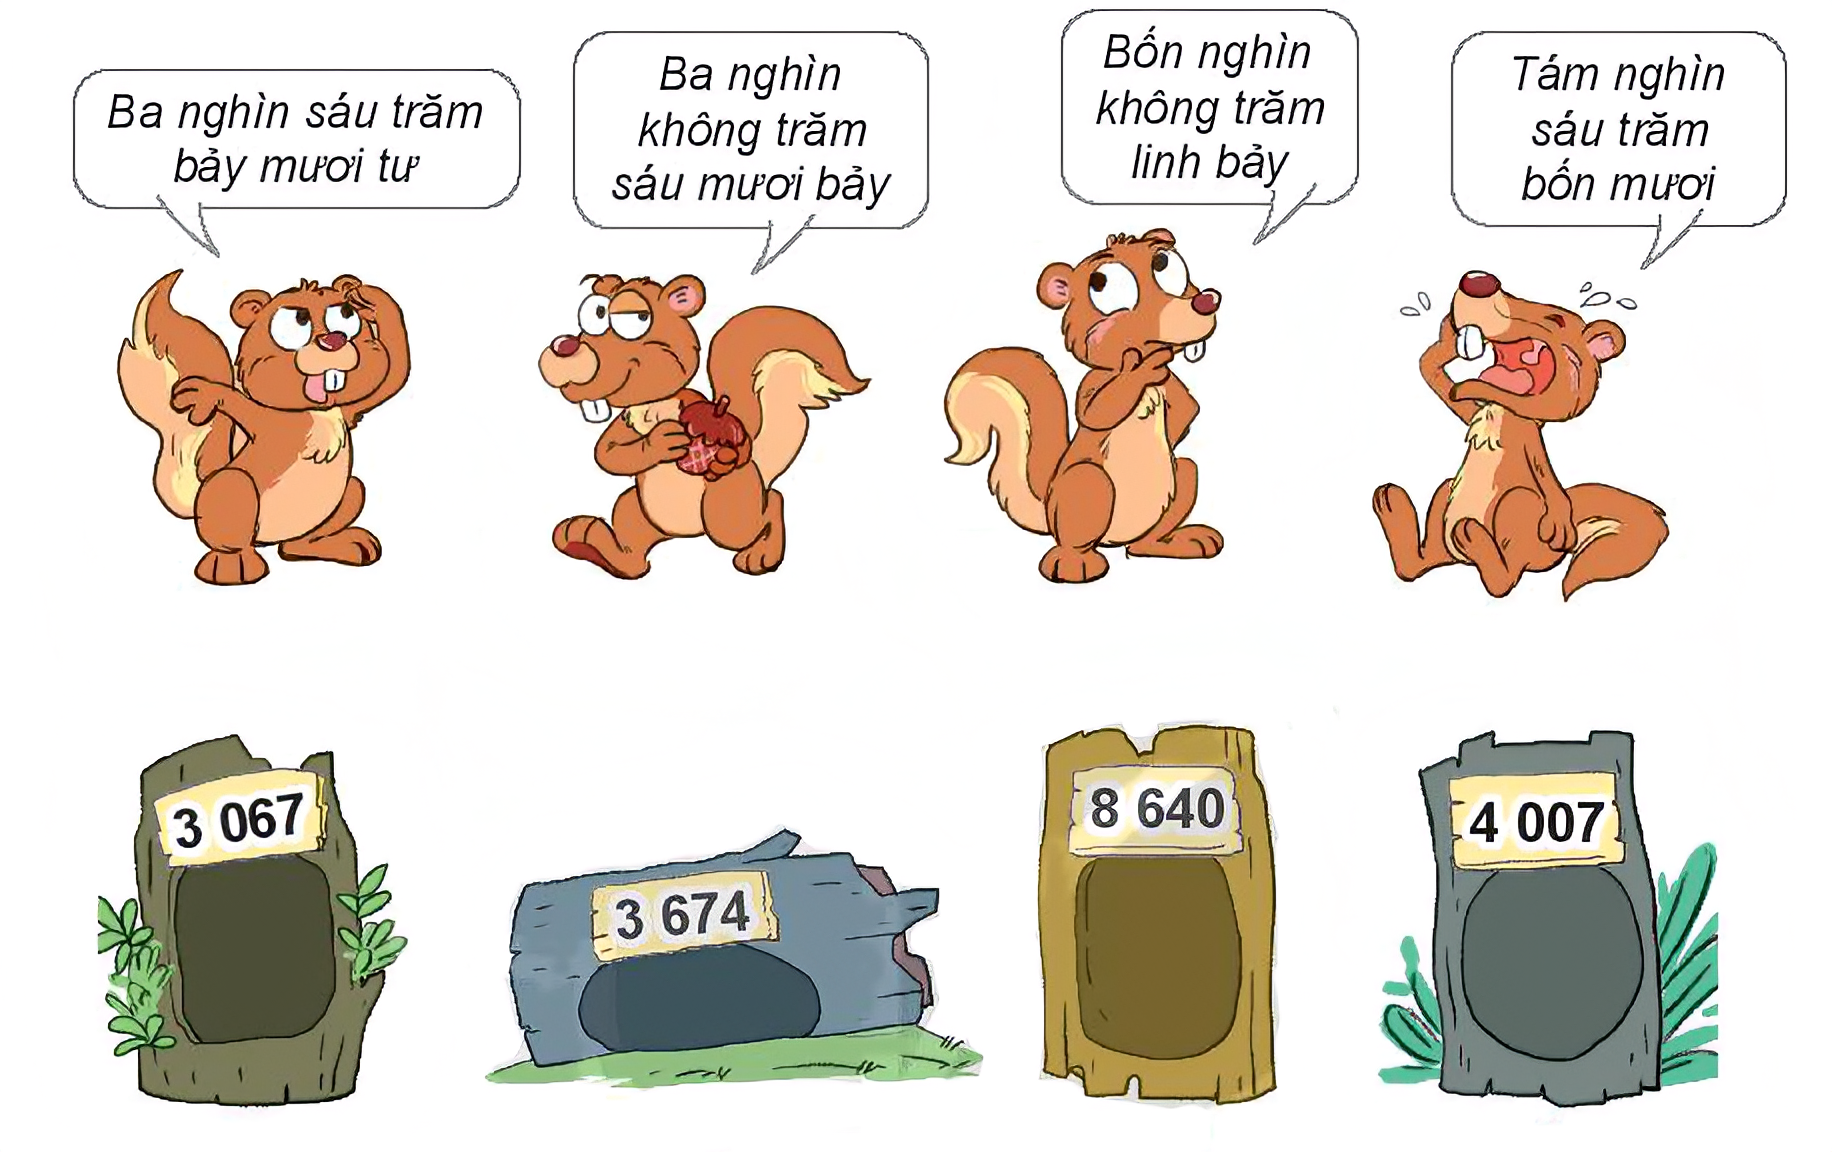 Ba nghìn sáu trăm
bảy mươi tư
Ba nghìn
không trăm
sáu mươi bảy
Bốn nghìn
không trăm
linh bảy
Tám nghìn
sáu trăm
bốn mươi
3 067
3 674
8 640
4 007